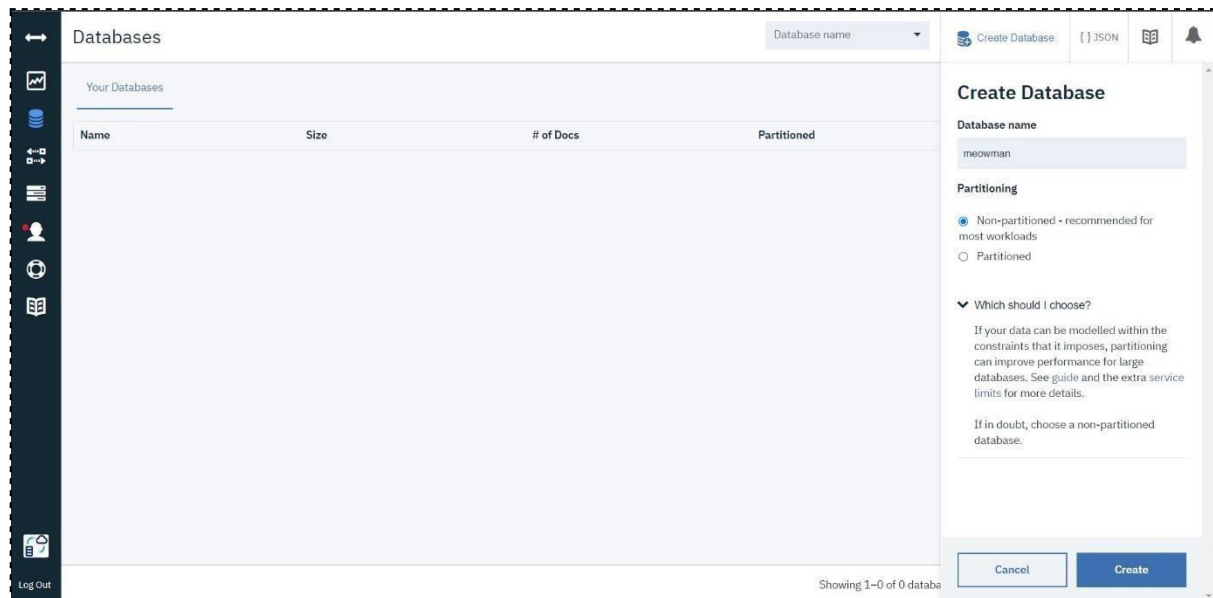 Databases
Database name
Create Database
{ } JSON
Your Databases
Name Size # of Docs Partitioned
Create Database
Database name
meowman
Partitioning
Non-partitioned - recommended for
most workloads
Partitioned
Which should I choose?
If your data can be modelled within the
constraints that it imposes, partitioning
can improve performance for large
databases. See guide and the extra service
limits for more details.
If in doubt, choose a non-partitioned
database.
Cancel Create
Log Out
Showing 1–0 of 0 databa